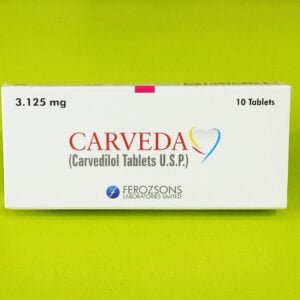 3.125 mg
10 Tablets
CARVEDA
(Carvedilol Tablets U.S.P.)
FEROZSONS
LABORATORIES LIMITED